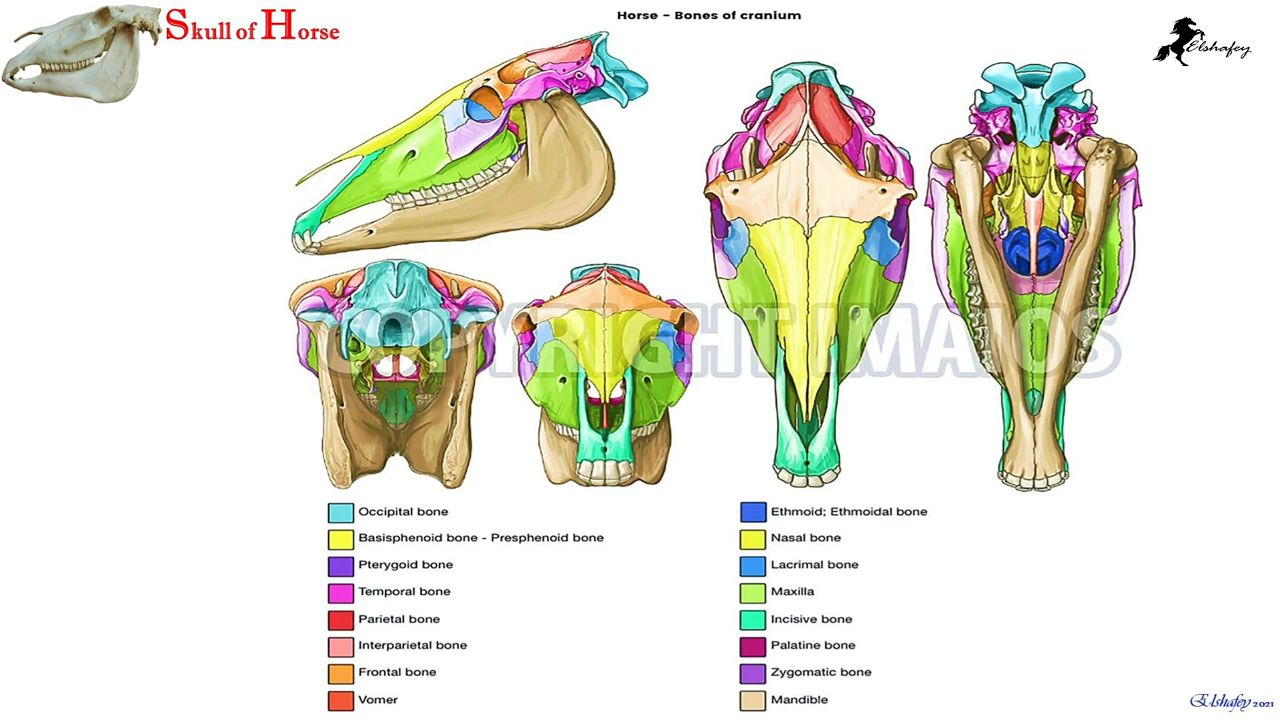 Skull of Horse
Horse - Bones of cranium
Elshafey
COPYRIGHT IMAIOS
Occipital bone
Basisphenoid bone - Presphenoid bone
Pterygoid bone
Temporal bone
Parietal bone
Interparietal bone
Frontal bone
Vomer
Ethmoid; Ethmoidal bone
Nasal bone
Lacrimal bone
Maxilla
Incisive bone
Palatine bone
Zygomatic bone
Mandible
Elshafey 2021